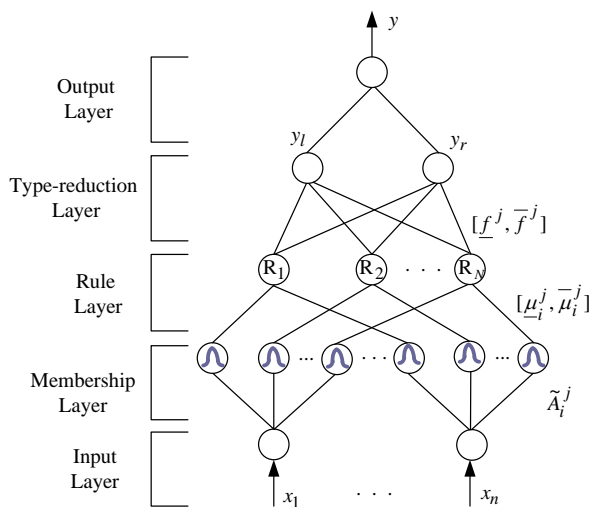 y
Output
Layer
y_l y_r
Type-reduction
Layer
[f̲^j, f̅^j]
R_1 R_2 · · · R_N
Rule
Layer
[μ̲_i^j, μ̅_i^j]
... · · · ...
Membership
Layer
Ã_i^j
Input
Layer
x_1 · · · x_n